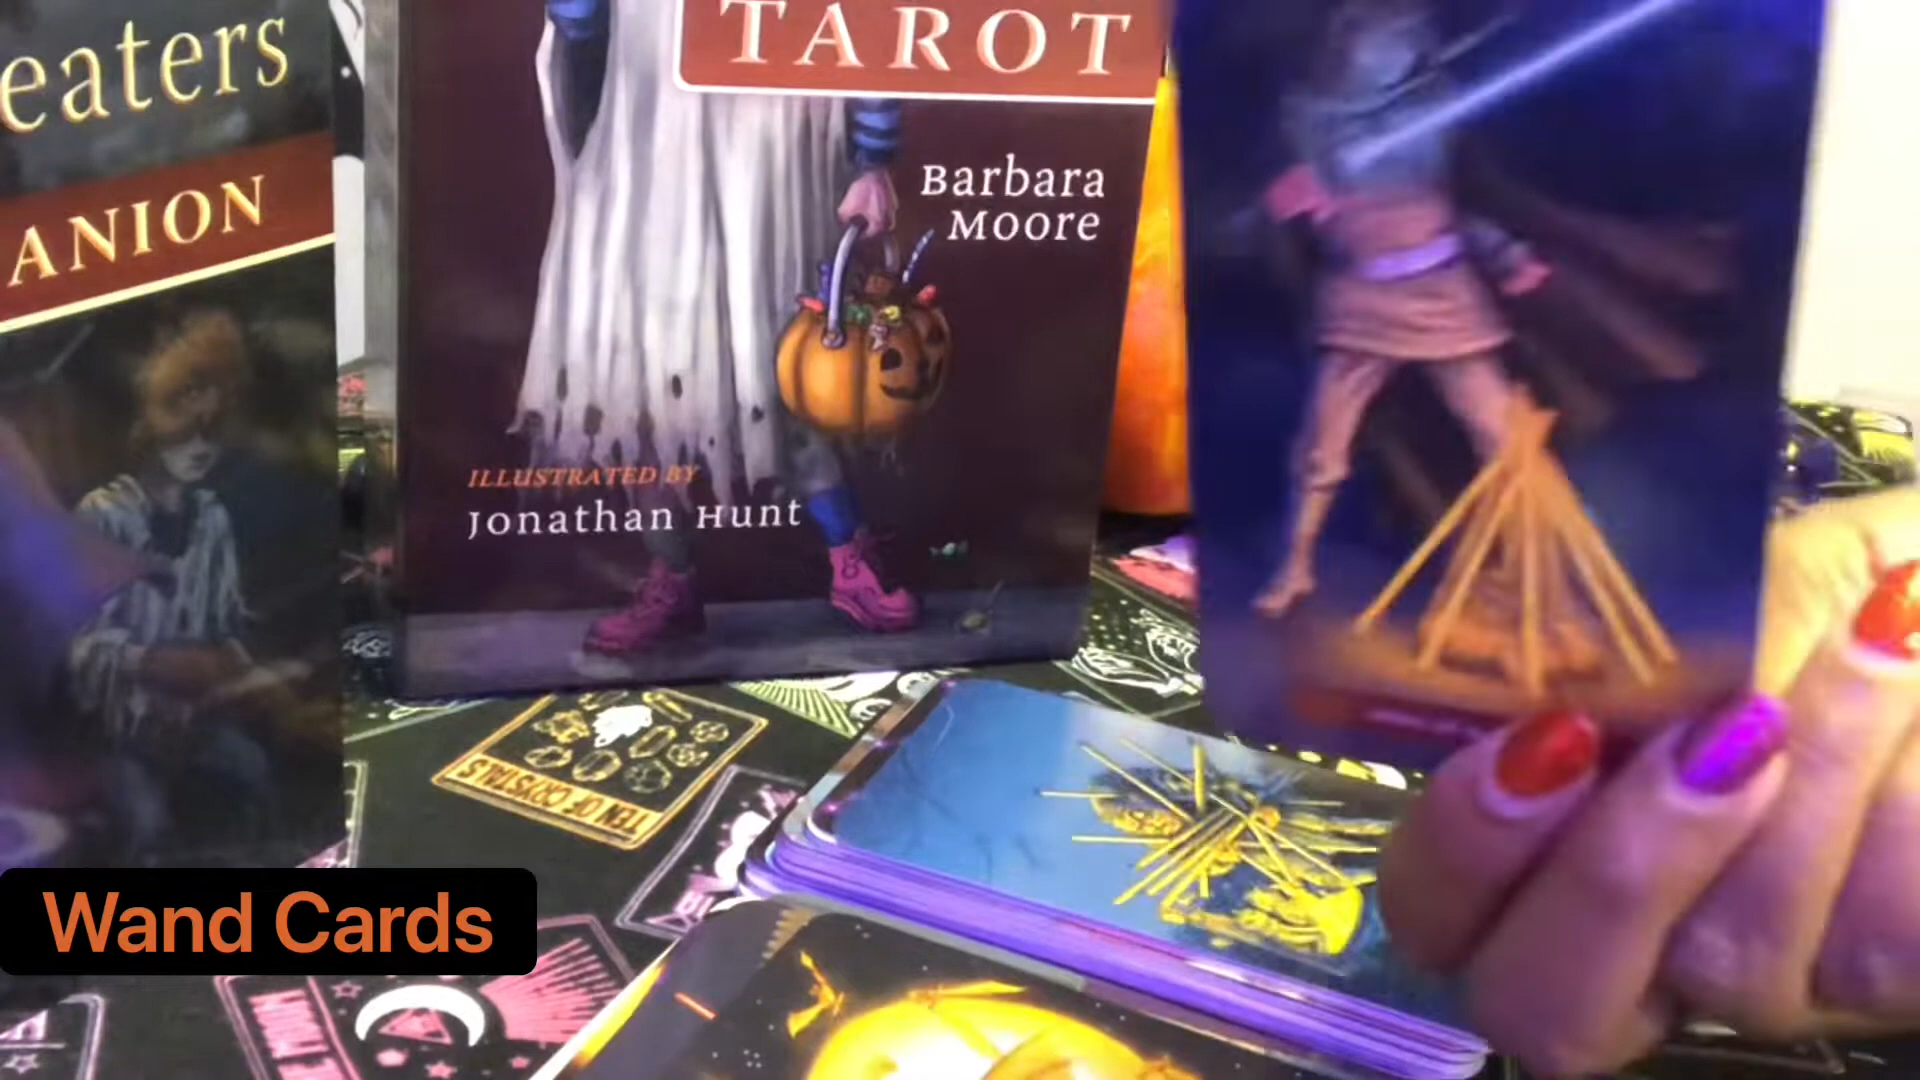 eaters
ANION
TAROT
Barbara
Moore
ILLUSTRATED BY
Jonathan Hunt
TEN OF CRYSTALS
Wand Cards